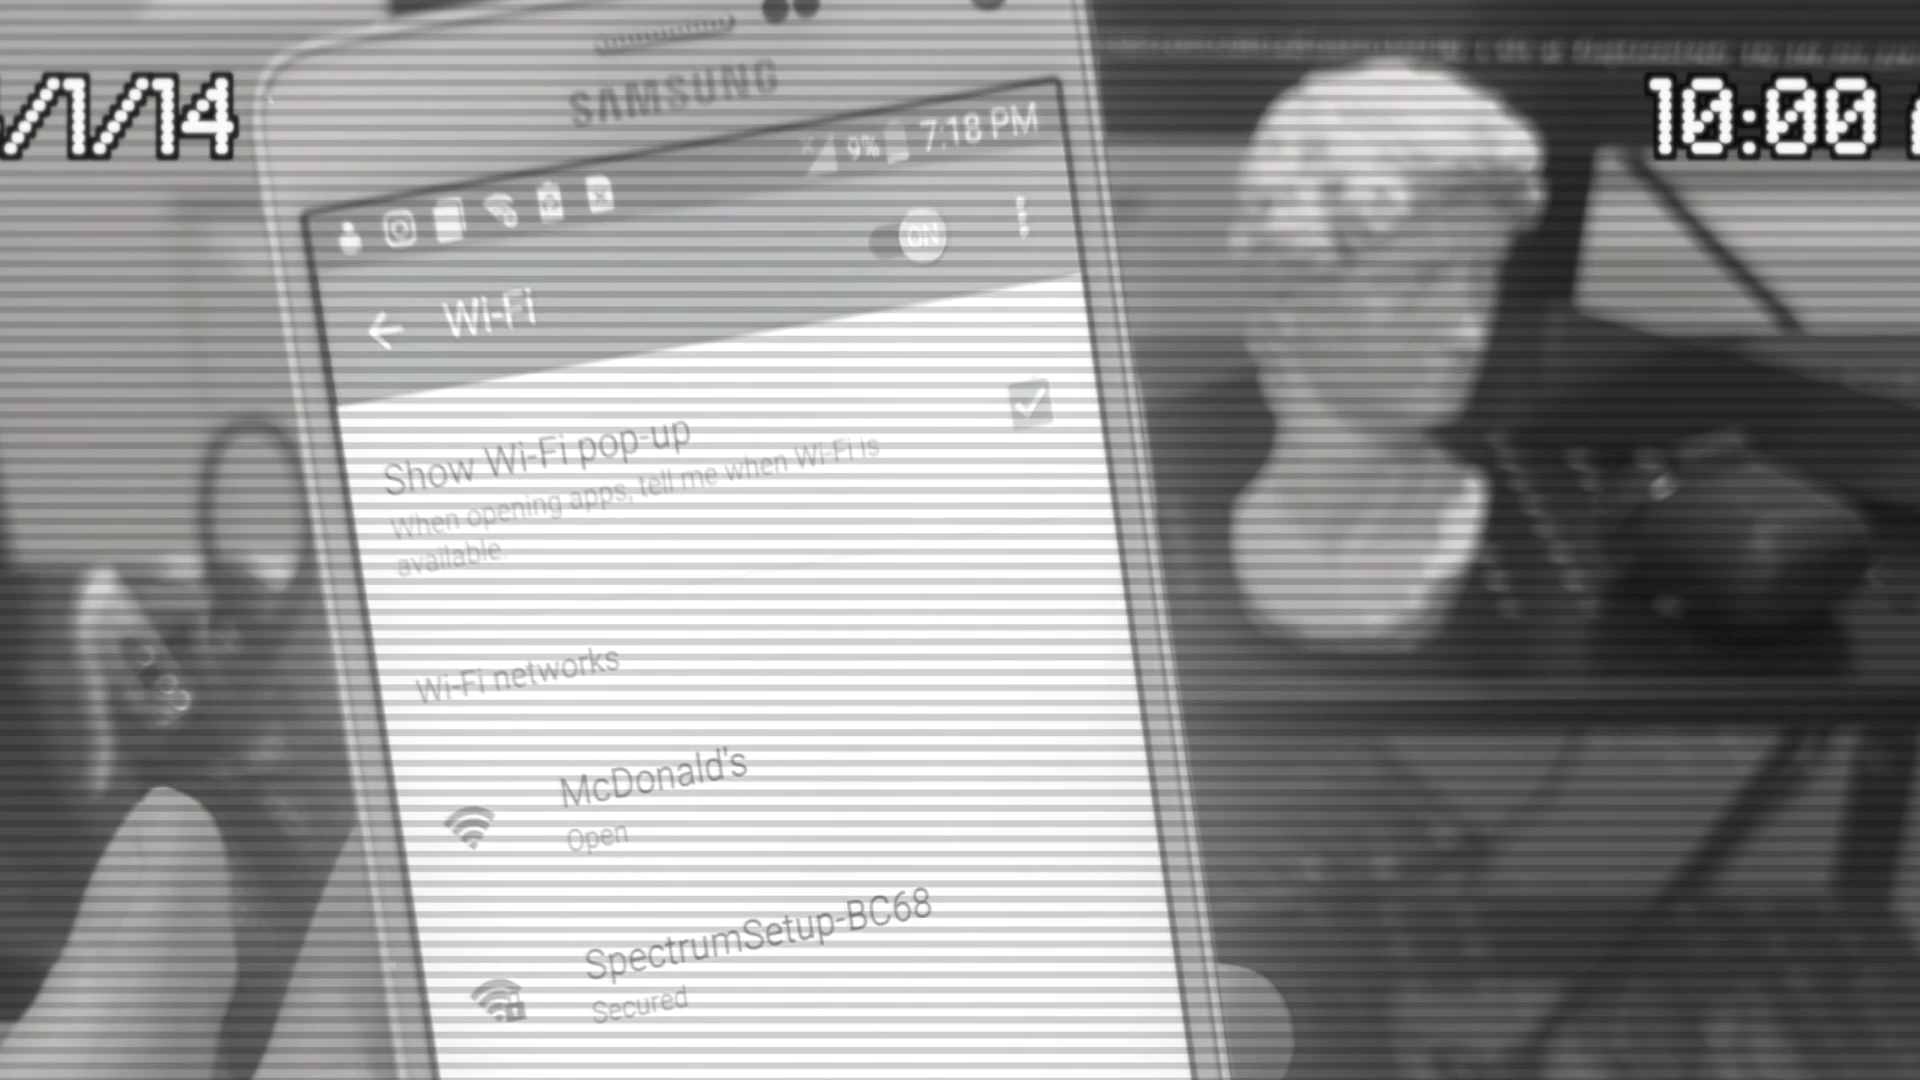 /1/14
10:00
SAMSUNG
9% 7:18 PM
ON
Wi-Fi
Show Wi-Fi pop-up
When opening apps, tell me when Wi-Fi is
available.
Wi-Fi networks
McDonald's
Open
SpectrumSetup-BC68
Secured